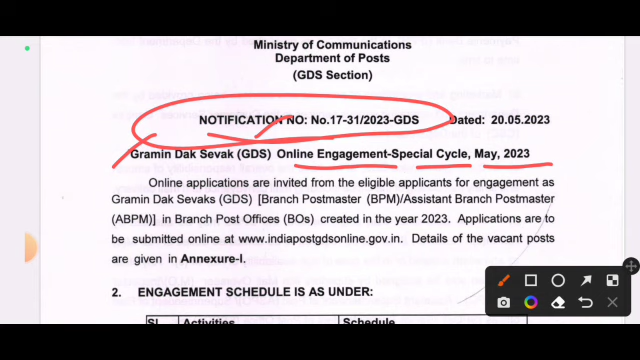 Ministry of Communications
Department of Posts
(GDS Section)
NOTIFICATION NO: No.17-31/2023-GDS Dated: 20.05.2023
Gramin Dak Sevak (GDS) Online Engagement-Special Cycle, May, 2023
Online applications are invited from the eligible applicants for engagement as
Gramin Dak Sevaks (GDS) [Branch Postmaster (BPM)/Assistant Branch Postmaster
(ABPM)] in Branch Post Offices (BOs) created in the year 2023. Applications are to
be submitted online at www.indiapostgdsonline.gov.in. Details of the vacant posts
are given in Annexure-I.
2. ENGAGEMENT SCHEDULE IS AS UNDER:
Sl Activities Schedule